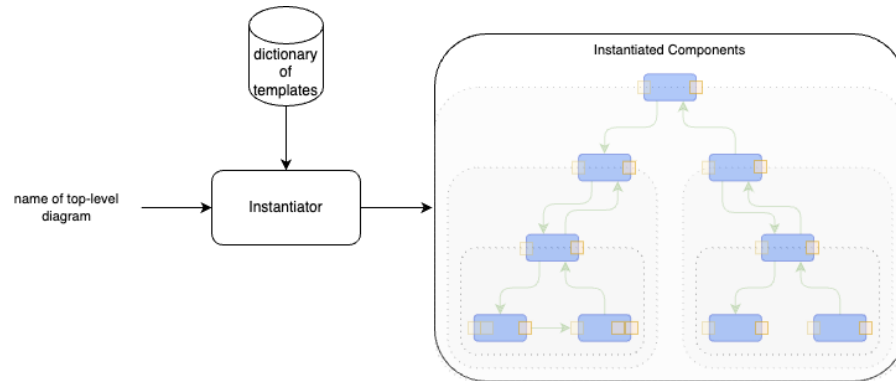 dictionary
of
templates
Instantiated Components
name of top-level
diagram
Instantiator